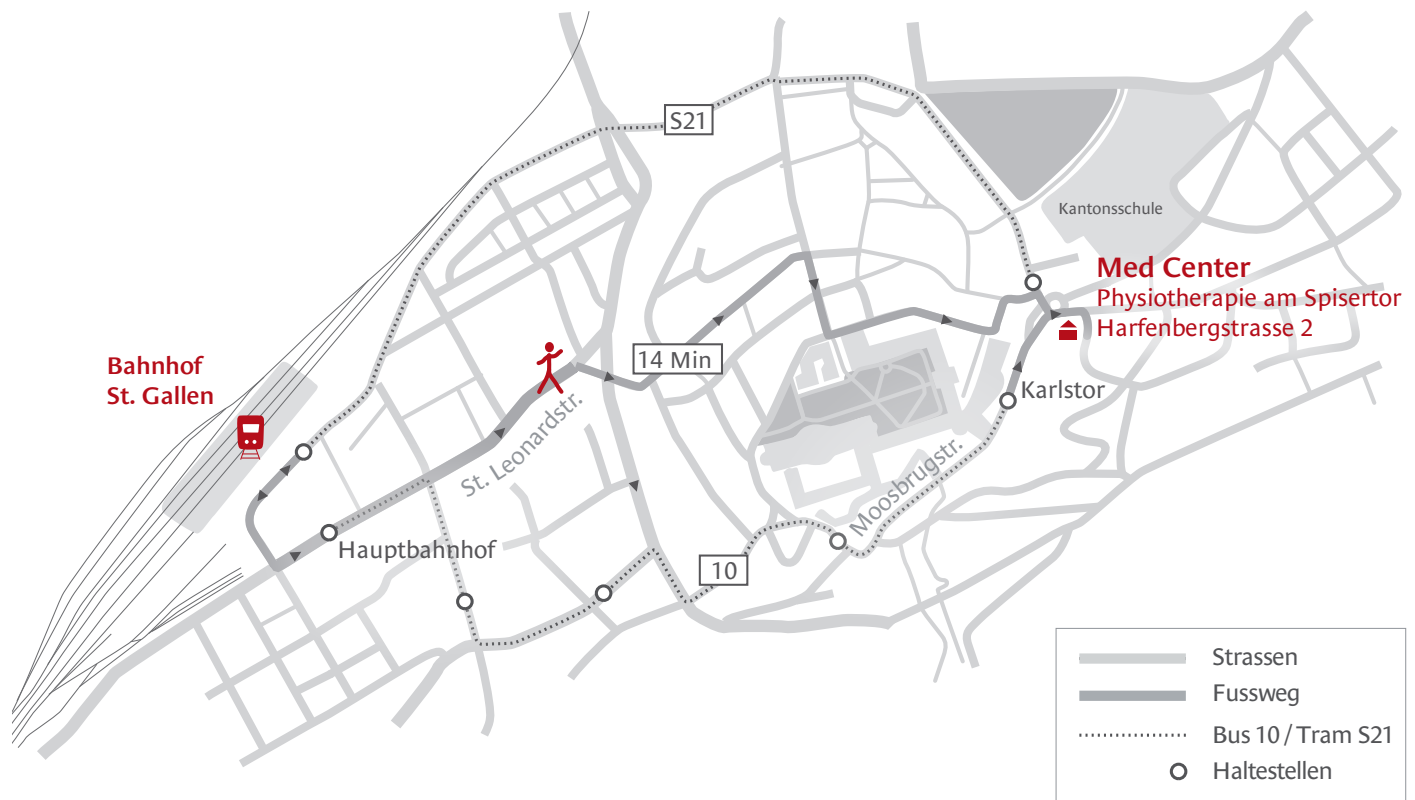 S21
Kantonsschule
Med Center
Physiotherapie am Spisertor
Harfenbergstrasse 2
Bahnhof
St. Gallen
14 Min
Karlstor
St. Leonardstr.
Moosbrugstr.
Hauptbahnhof
10
Strassen
Fussweg
Bus 10 / Tram S21
Haltestellen